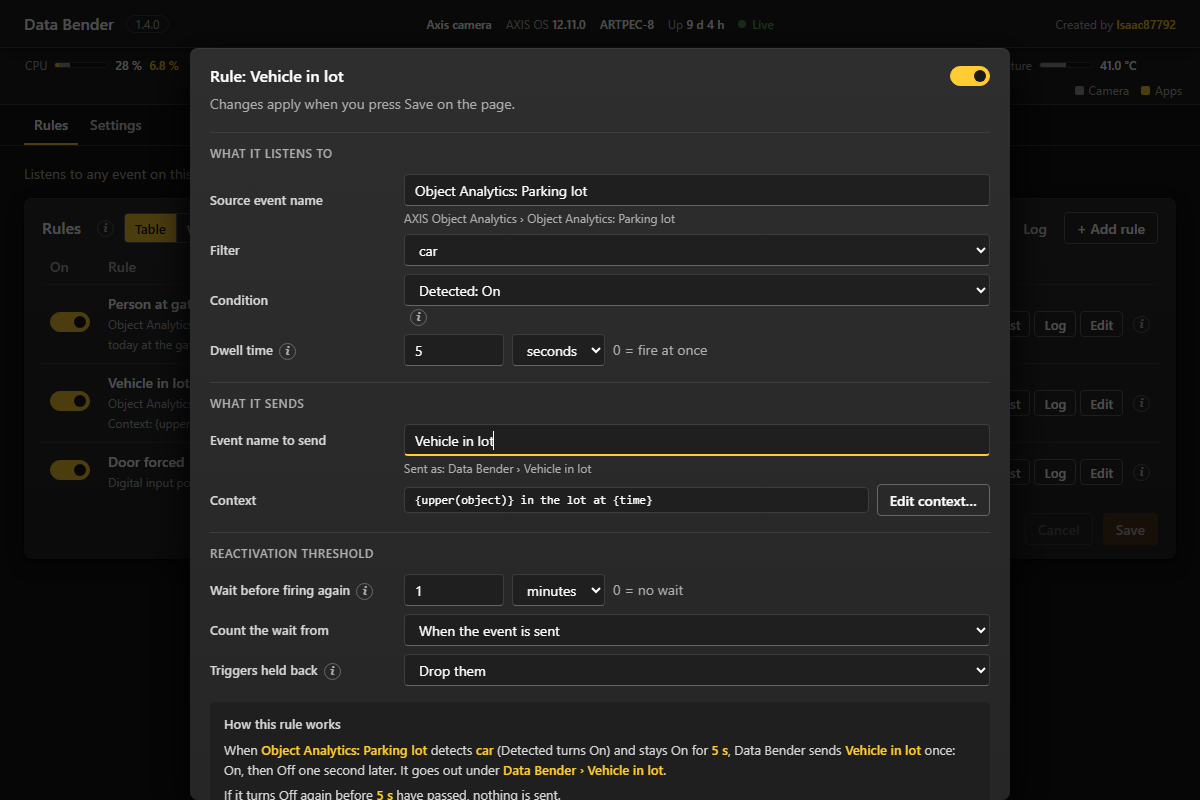 Data Bender 1.4.0 Axis camera AXIS OS 12.11.0 ARTPEC-8 Up 9 d 4 h Live Created by Isaac87792
CPU 28 % 6.8 % 41.0 °C
Camera Apps
Rules Settings
Listens to any event on this
Rules i Table Log + Add rule
On Rule
Person at gat
Object Analytics
today at the ga
Log Edit i
Vehicle in lot
Object Analytics
Context: {upper
Log Edit i
Door forced
Digital input po
Log Edit i
Cancel Save
Rule: Vehicle in lot
Changes apply when you press Save on the page.
WHAT IT LISTENS TO
Source event name Object Analytics: Parking lot
AXIS Object Analytics › Object Analytics: Parking lot
Filter car
Condition Detected: On
i
Dwell time i 5 seconds 0 = fire at once
WHAT IT SENDS
Event name to send Vehicle in lot
Sent as: Data Bender › Vehicle in lot
Context {upper(object)} in the lot at {time} Edit context...
REACTIVATION THRESHOLD
Wait before firing again i 1 minutes 0 = no wait
Count the wait from When the event is sent
Triggers held back i Drop them
How this rule works
When Object Analytics: Parking lot detects car (Detected turns On) and stays On for 5 s, Data Bender sends Vehicle in lot once:
On, then Off one second later. It goes out under Data Bender › Vehicle in lot.
If it turns Off again before 5 s have passed, nothing is sent.